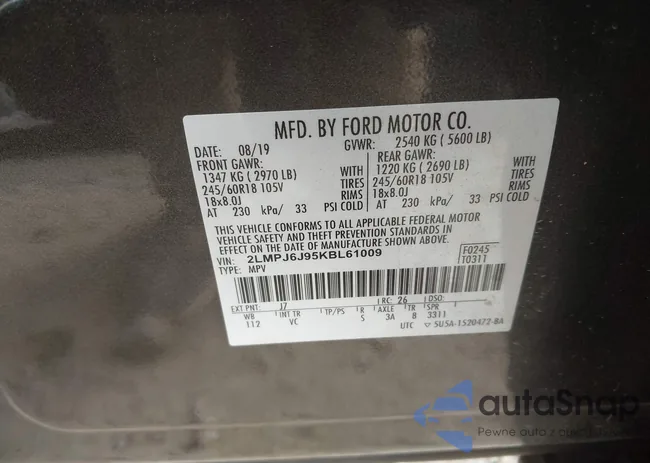 MFD. BY FORD MOTOR CO.
DATE: 08/19 GVWR: 2540 KG ( 5600 LB)
FRONT GAWR: REAR GAWR:
1347 KG ( 2970 LB) WITH 1220 KG ( 2690 LB) WITH
245/60R18 105V TIRES 245/60R18 105V TIRES
18x8.0J RIMS 18x8.0J RIMS
AT 230 kPa/ 33 PSI COLD AT 230 kPa/ 33 PSI COLD
THIS VEHICLE CONFORMS TO ALL APPLICABLE FEDERAL MOTOR
VEHICLE SAFETY AND THEFT PREVENTION STANDARDS IN
EFFECT ON THE DATE OF MANUFACTURE SHOWN ABOVE.
VIN: 2LMPJ6J95KBL61009 F0245
TYPE: MPV T0311
EXT PNT: J7 RC: 26 DSO:
WB INT TR TP/PS R AXLE TR SPR
112 VC S 3A 8 3311
UTC ▽5U5A-1520472-BA
autaSnap
Pewne auta z